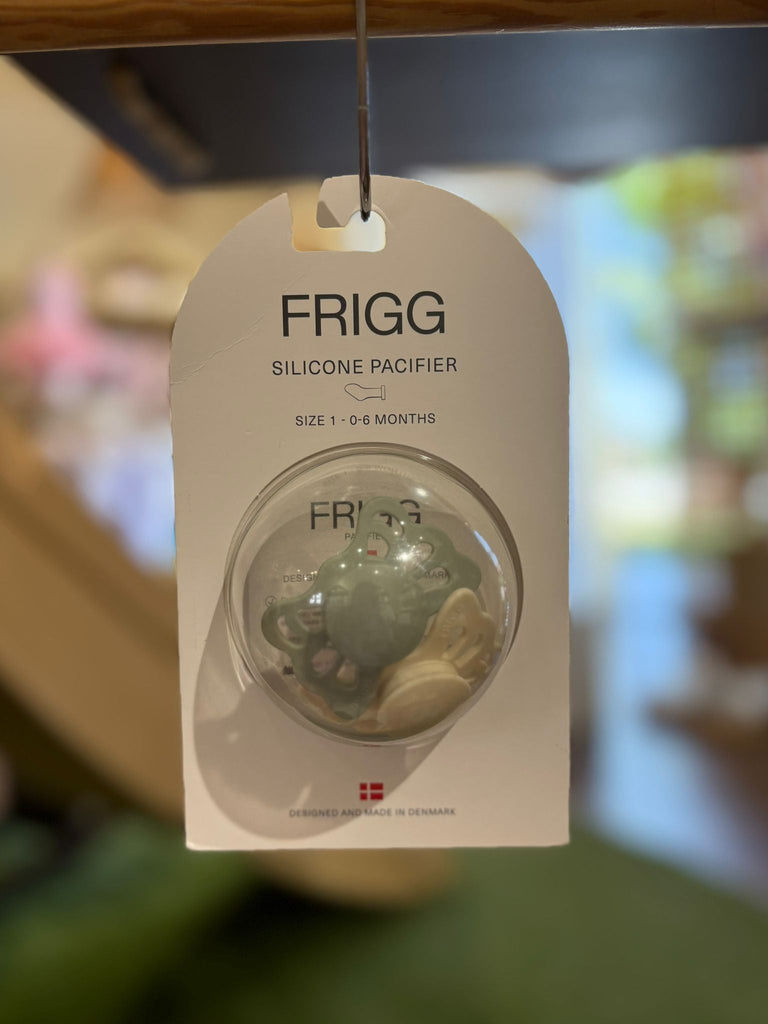 FRIGG
SILICONE PACIFIER
SIZE 1 - 0-6 MONTHS
FRIGG
DESIGNED AND MADE IN DENMARK